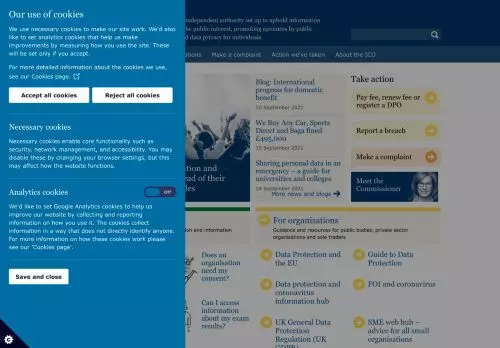 Our use of cookies
We use necessary cookies to make our site work. We'd also
like to set analytics cookies that help us make
improvements by measuring how you use the site. These
will be set only if you accept.
For more detailed information about the cookies we use,
see our Cookies page.
Accept all cookies
Reject all cookies
Necessary cookies
Necessary cookies enable core functionality such as
security, network management, and accessibility. You may
disable these by changing your browser settings, but this
may affect how the website functions.
Analytics cookies
Off
We'd like to set Google Analytics cookies to help us
improve our website by collecting and reporting
information on how you use it. The cookies collect
information in a way that does not directly identify anyone.
For more information on how these cookies work please
see our 'Cookies page'.
Save and close
independent authority set up to uphold information
the public interest, promoting openness by public
nd data privacy for individuals
Make a complaint
Action we've taken
About the ICO
Blog: International
progress for domestic
benefit
20 September 2021
We Buy Any Car, Sports
Direct and Saga fined
£495,000
15 September 2021
Sharing personal data in an
emergency – a guide for
universities and colleges
14 September 2021
More news and blogs
Take action
Pay fee, renew fee or
register a DPO
Report a breach
Make a complaint
Meet the
Commissioner
For organisations
Guidance and resources for public bodies, private sector
organisations and sole traders
Does an
organisation
need my
consent?
Can I access
information
about my exam
results?
Data Protection
and the EU
Data protection and
coronavirus
information hub
UK General Data
Protection
Regulation (UK
GDPR)
Guide to Data
Protection
FOI and coronavirus
SME web hub –
advice for all small
organisations